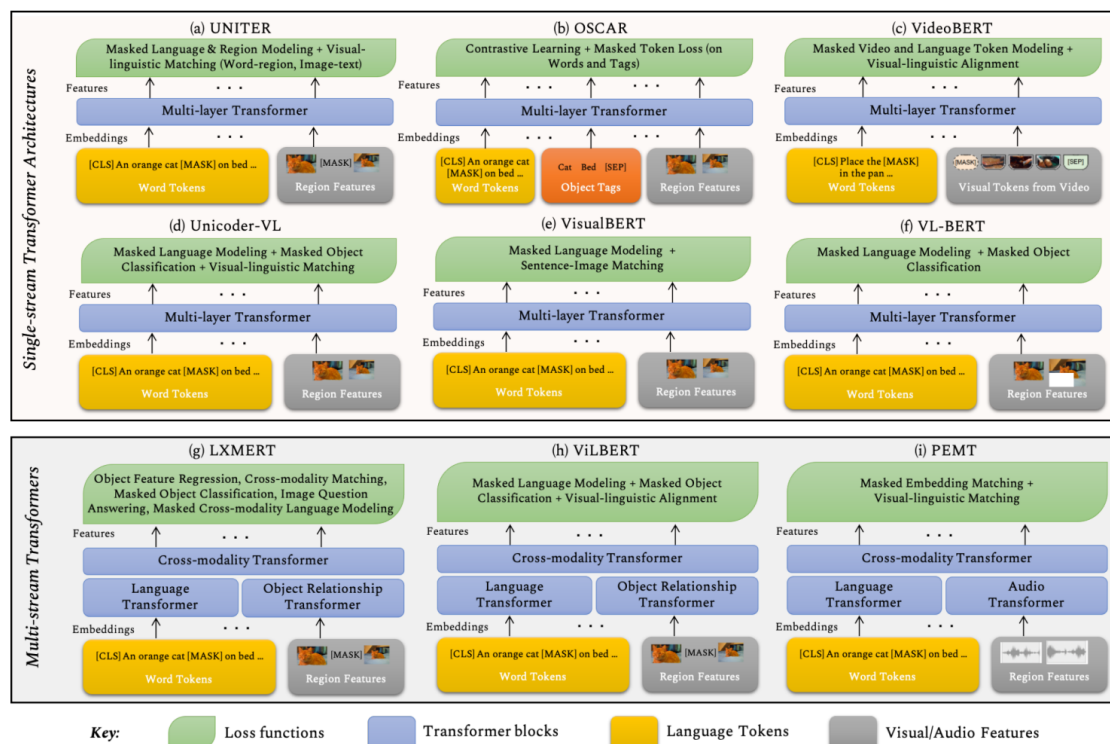 Single-stream Transformer Architectures
(a) UNITER
Masked Language & Region Modeling + Visual-
linguistic Matching (Word-region, Image-text)
Features
. . .
Multi-layer Transformer
Embeddings
. . .
[CLS] An orange cat [MASK] on bed ...
Word Tokens
[MASK]
Region Features
(b) OSCAR
Contrastive Learning + Masked Token Loss (on
Words and Tags)
Features
. . .
. . .
Multi-layer Transformer
Embeddings
. . .
. . .
[CLS] An orange cat
[MASK] on bed ...
Word Tokens
Cat Bed [SEP]
Object Tags
Region Features
(c) VideoBERT
Masked Video and Language Token Modeling +
Visual-linguistic Alignment
Features
. . .
Multi-layer Transformer
Embeddings
. . .
[CLS] Place the [MASK]
in the pan ...
Word Tokens
[MASK]
[SEP]
Visual Tokens from Video
(d) Unicoder-VL
Masked Language Modeling + Masked Object
Classification + Visual-linguistic Matching
Features
. . .
Multi-layer Transformer
Embeddings
. . .
[CLS] An orange cat [MASK] on bed ...
Word Tokens
Region Features
(e) VisualBERT
Masked Language Modeling +
Sentence-Image Matching
Features
. . .
Multi-layer Transformer
Embeddings
. . .
[CLS] An orange cat [MASK] on bed ...
Word Tokens
Region Features
(f) VL-BERT
Masked Language Modeling + Masked Object
Classification
Features
. . .
Multi-layer Transformer
Embeddings
. . .
[CLS] An orange cat [MASK] on bed ...
Word Tokens
Region Features
Multi-stream Transformers
(g) LXMERT
Object Feature Regression, Cross-modality Matching,
Masked Object Classification, Image Question
Answering, Masked Cross-modality Language Modeling
Features
. . .
Cross-modality Transformer
Language
Transformer
Object Relationship
Transformer
Embeddings
. . .
[CLS] An orange cat [MASK] on bed ...
Word Tokens
[MASK]
Region Features
(h) ViLBERT
Masked Language Modeling + Masked Object
Classification + Visual-linguistic Alignment
Features
. . .
Cross-modality Transformer
Language
Transformer
Object Relationship
Transformer
Embeddings
. . .
[CLS] An orange cat [MASK] on bed ...
Word Tokens
[MASK]
Region Features
(i) PEMT
Masked Embedding Matching +
Visual-linguistic Matching
Features
. . .
Cross-modality Transformer
Language
Transformer
Audio
Transformer
Embeddings
. . .
[CLS] An orange cat [MASK] on bed ...
Word Tokens
Region Features
Key:
Loss functions
Transformer blocks
Language Tokens
Visual/Audio Features